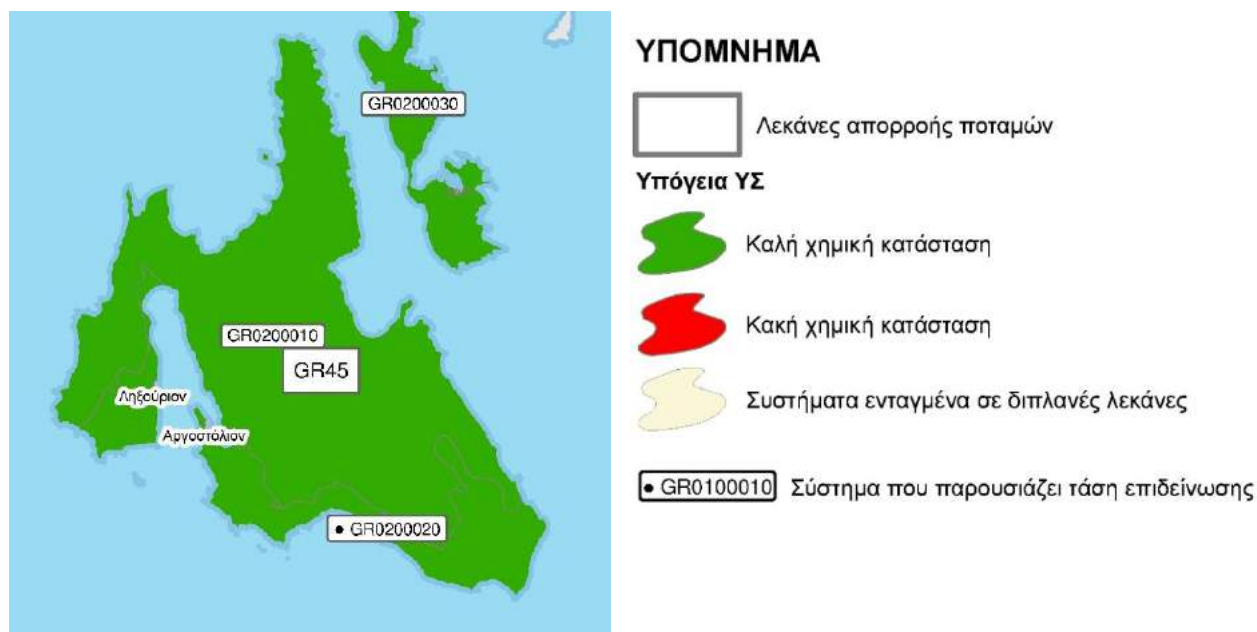 GR0200030
GR0200010
GR45
Ληξούριον
Αργοστόλιον
• GR0200020
ΥΠΟΜΝΗΜΑ
Λεκάνες απορροής ποταμών
Υπόγεια ΥΣ
Καλή χημική κατάσταση
Κακή χημική κατάσταση
Συστήματα ενταγμένα σε διπλανές λεκάνες
• GR0100010 Σύστημα που παρουσιάζει τάση επιδείνωσης